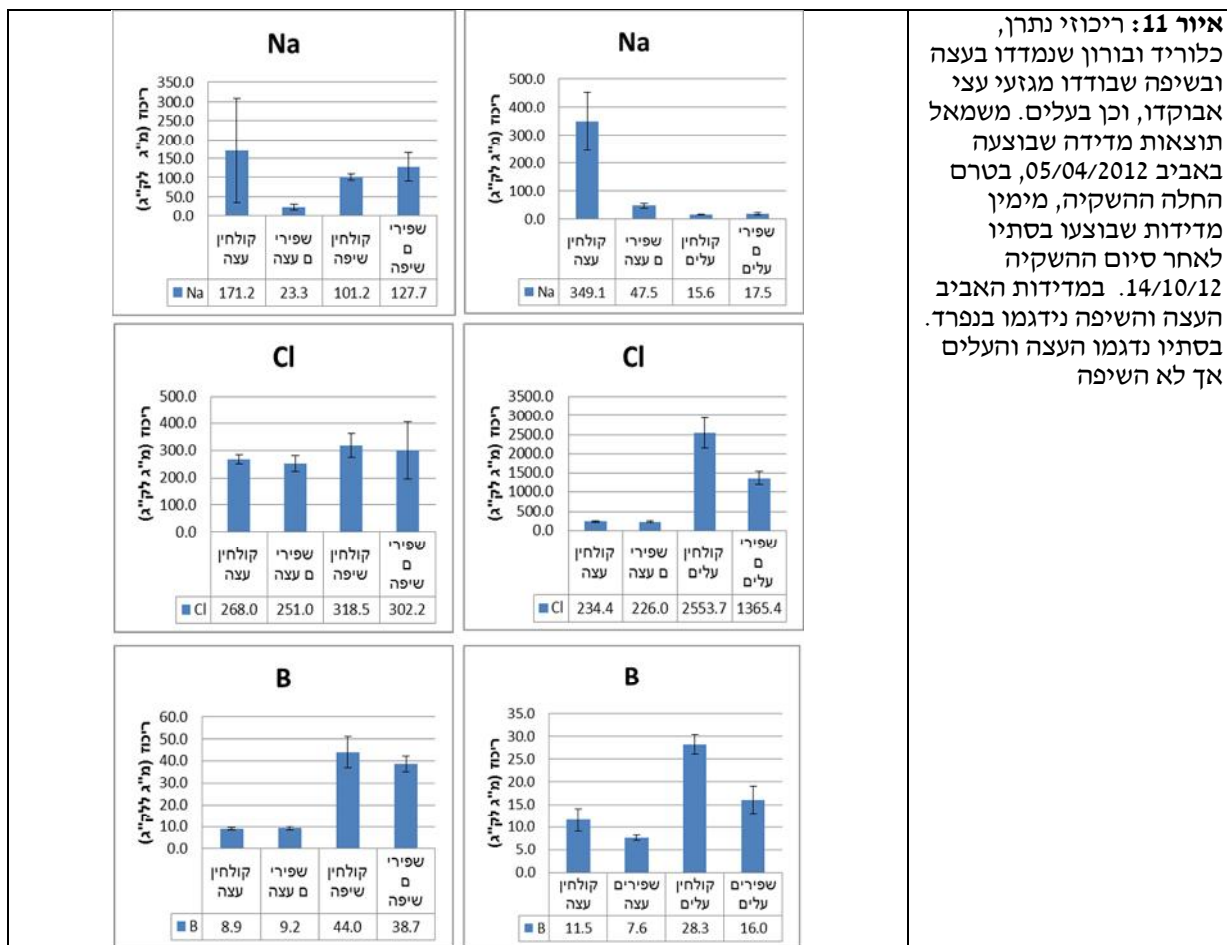 איור 11: ריכוזי נתרן,
כלוריד ובורון שנמדדו בעצה
ובשיפה שבודדו מגזעי עצי
אבוקדו, וכן בעלים. משמאל
תוצאות מדידה שבוצעה
באביב 05/04/2012, בטרם
החלה ההשקיה, מימין
מדידות שבוצעו בסתיו
לאחר סיום ההשקיה
14/10/12. במדידות האביב
העצה והשיפה נידגמו בנפרד.
בסתיו נדגמו העצה והעלים
אך לא השיפה
Na
ריכוז (מ"ג לק"ג)
500.0
400.0
300.0
200.0
100.0
0.0
קולחין שפירי קולחין שפירי
עצה ם עצה עלים ם
עלים
Na 349.1 47.5 15.6 17.5
Na
ריכוז (מ"ג לק"ג)
350.0
300.0
250.0
200.0
150.0
100.0
50.0
0.0
קולחין שפירי קולחין שפירי
עצה ם עצה שיפה ם
שיפה
Na 171.2 23.3 101.2 127.7
Cl
ריכוז (מ"ג לק"ג)
3500.0
3000.0
2500.0
2000.0
1500.0
1000.0
500.0
0.0
קולחין שפירי קולחין שפירי
עצה ם עצה עלים ם
עלים
Cl 234.4 226.0 2553.7 1365.4
Cl
ריכוז (מ"ג לק"ג)
500.0
400.0
300.0
200.0
100.0
0.0
קולחין שפירי קולחין שפירי
עצה ם עצה שיפה ם
שיפה
Cl 268.0 251.0 318.5 302.2
B
ריכוז (מ"ג לק"ג)
35.0
30.0
25.0
20.0
15.0
10.0
5.0
0.0
קולחין שפירים קולחין שפירים
עצה עצה עלים עלים
B 11.5 7.6 28.3 16.0
B
ריכוז (מ"ג ללק"ג)
60.0
50.0
40.0
30.0
20.0
10.0
0.0
קולחין שפירי קולחין שפירי
עצה ם עצה שיפה ם
שיפה
B 8.9 9.2 44.0 38.7